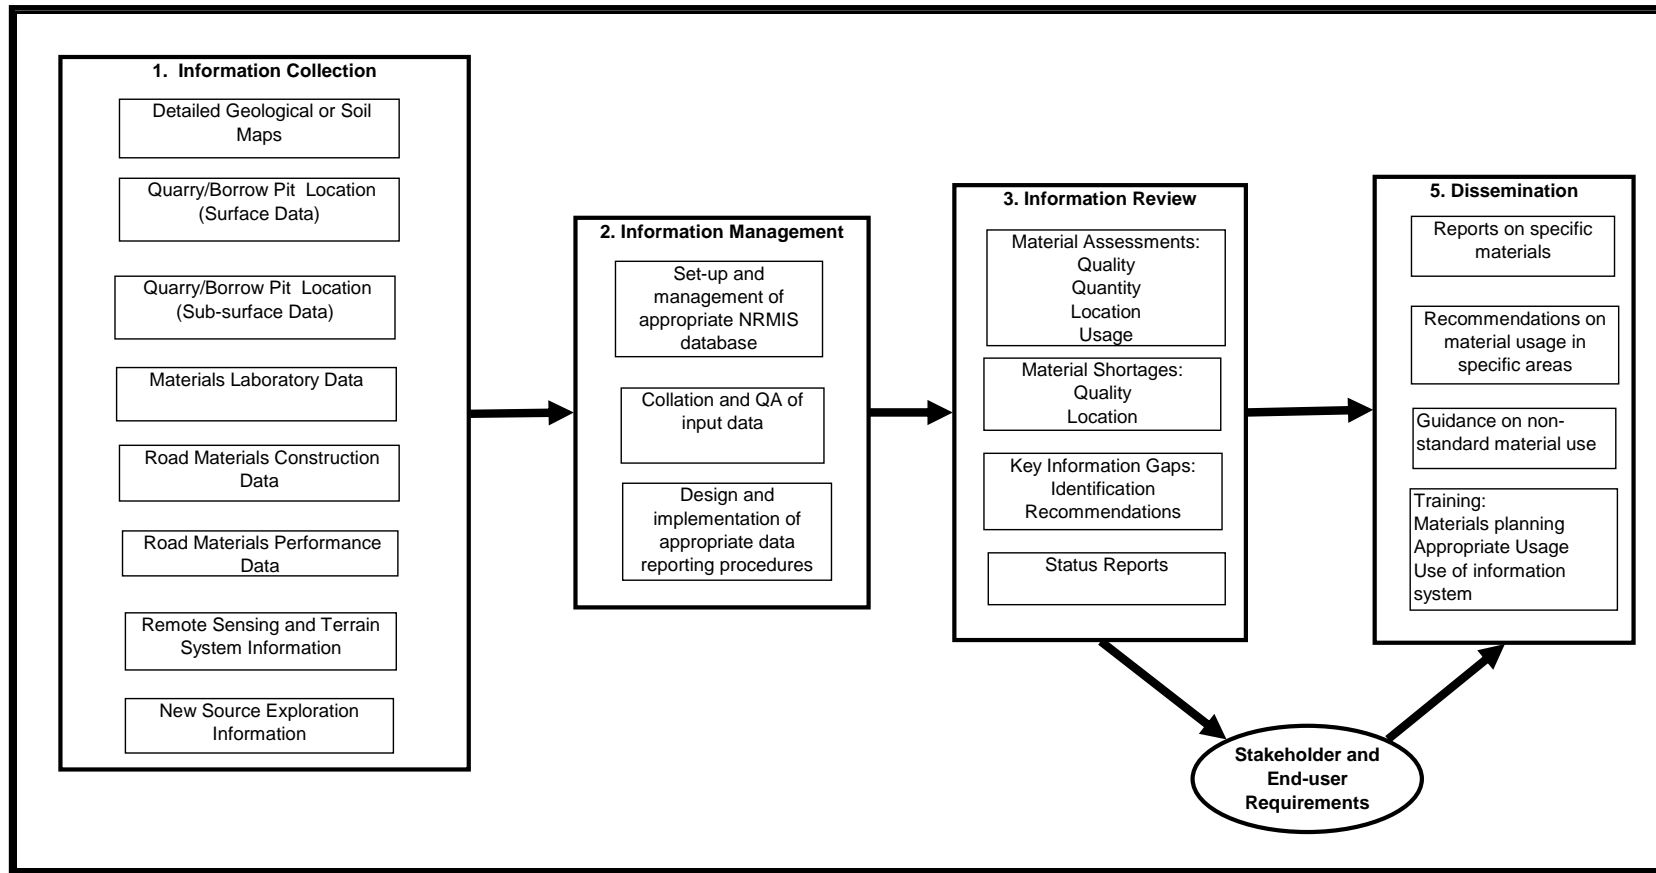 1. Information Collection
Detailed Geological or Soil
Maps
Quarry/Borrow Pit Location
(Surface Data)
Quarry/Borrow Pit Location
(Sub-surface Data)
Materials Laboratory Data
Road Materials Construction
Data
Road Materials Performance
Data
Remote Sensing and Terrain
System Information
New Source Exploration
Information
2. Information Management
Set-up and
management of
appropriate NRMIS
database
Collation and QA of
input data
Design and
implementation of
appropriate data
reporting procedures
3. Information Review
Material Assessments:
Quality
Quantity
Location
Usage
Material Shortages:
Quality
Location
Key Information Gaps:
Identification
Recommendations
Status Reports
Stakeholder and
End-user
Requirements
5. Dissemination
Reports on specific
materials
Recommendations on
material usage in
specific areas
Guidance on non-
standard material use
Training:
Materials planning
Appropriate Usage
Use of information
system